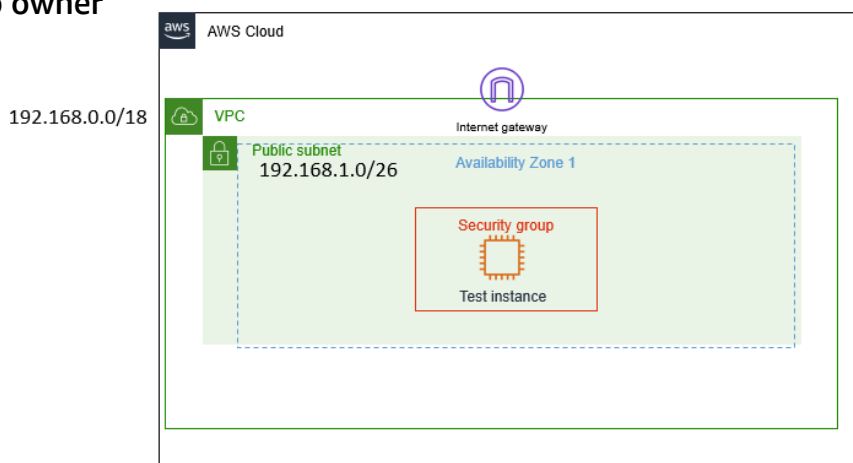 owner
aws
AWS Cloud
192.168.0.0/18
VPC
Internet gateway
Public subnet
192.168.1.0/26
Availability Zone 1
Security group
Test instance